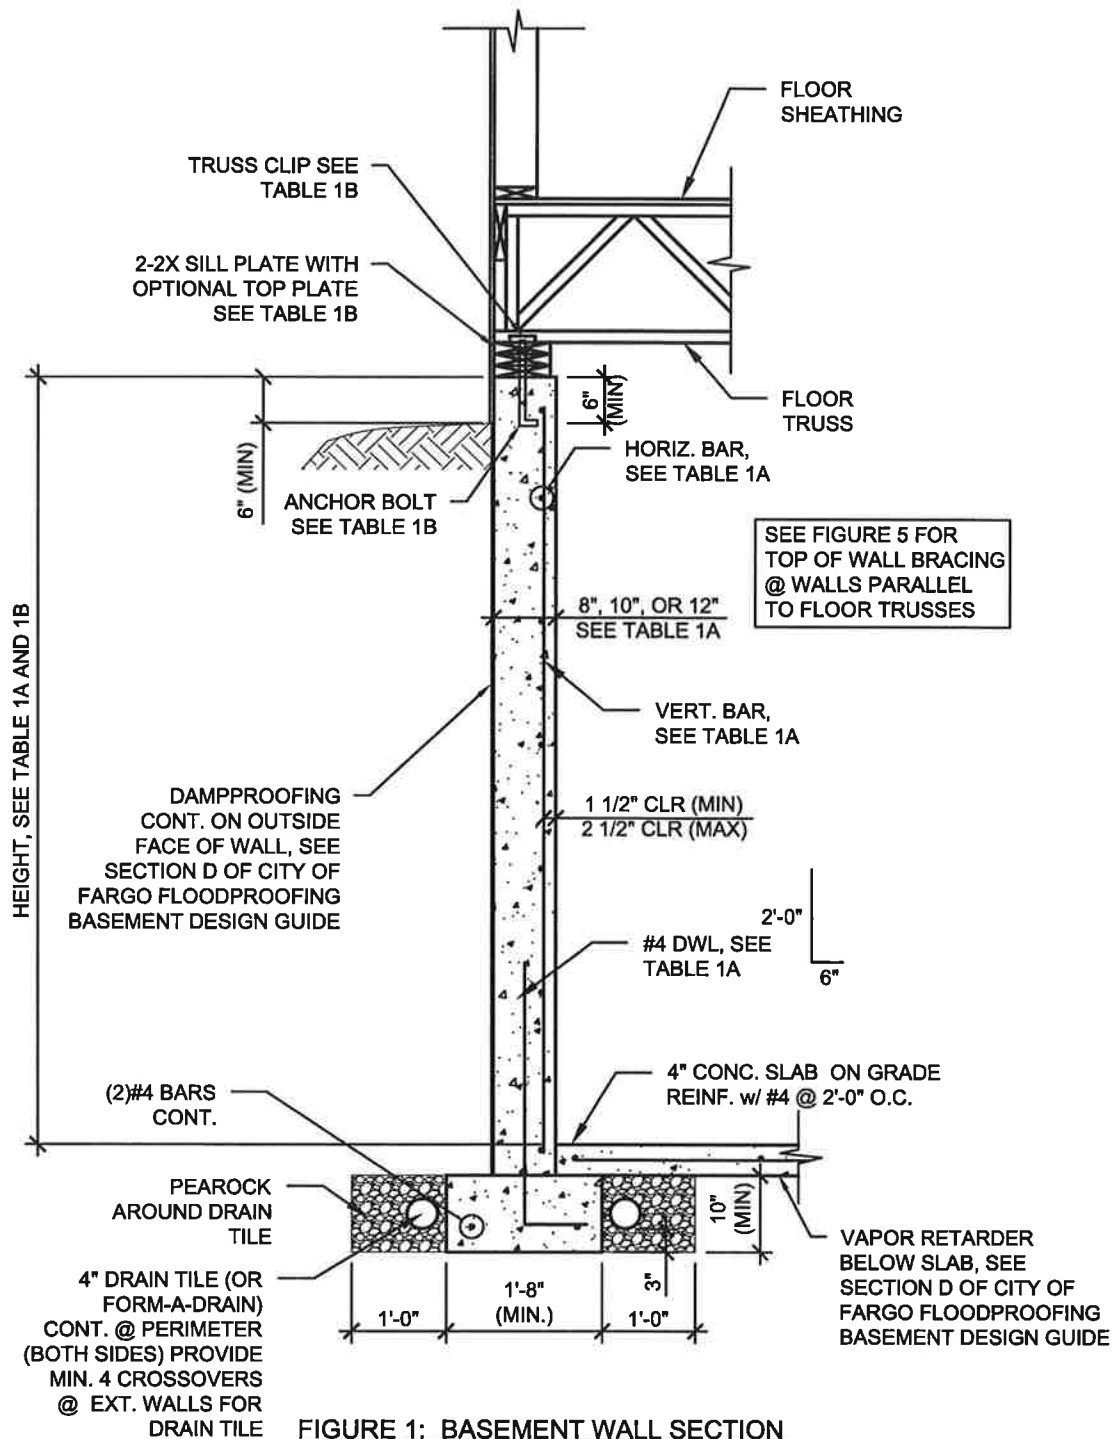 FLOOR
SHEATHING
TRUSS CLIP SEE
TABLE 1B
2-2X SILL PLATE WITH
OPTIONAL TOP PLATE
SEE TABLE 1B
6" (MIN)
6"
(MIN)
FLOOR
TRUSS
HORIZ. BAR,
SEE TABLE 1A
ANCHOR BOLT
SEE TABLE 1B
SEE FIGURE 5 FOR
TOP OF WALL BRACING
@ WALLS PARALLEL
TO FLOOR TRUSSES
8", 10", OR 12"
SEE TABLE 1A
HEIGHT, SEE TABLE 1A AND 1B
VERT. BAR,
SEE TABLE 1A
DAMPPROOFING
CONT. ON OUTSIDE
FACE OF WALL, SEE
SECTION D OF CITY OF
FARGO FLOODPROOFING
BASEMENT DESIGN GUIDE
1 1/2" CLR (MIN)
2 1/2" CLR (MAX)
2'-0"
6"
#4 DWL, SEE
TABLE 1A
4" CONC. SLAB ON GRADE
REINF. w/ #4 @ 2'-0" O.C.
(2)#4 BARS
CONT.
PEAROCK
AROUND DRAIN
TILE
10"
(MIN)
VAPOR RETARDER
BELOW SLAB, SEE
SECTION D OF CITY OF
FARGO FLOODPROOFING
BASEMENT DESIGN GUIDE
4" DRAIN TILE (OR
FORM-A-DRAIN)
CONT. @ PERIMETER
(BOTH SIDES) PROVIDE
MIN. 4 CROSSOVERS
@ EXT. WALLS FOR
DRAIN TILE
3"
1'-0"
1'-8"
(MIN.)
1'-0"
FIGURE 1: BASEMENT WALL SECTION